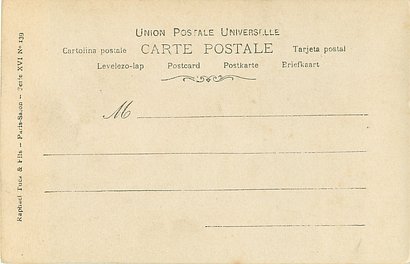 UNION POSTALE UNIVERSELLE
Cartolina postale CARTE POSTALE Tarjeta postal
Levelezo-lap Postcard Postkarte Briefkaart
M
Raphael Tuck & Fils — Paris-Salon — Serie XVI No 139